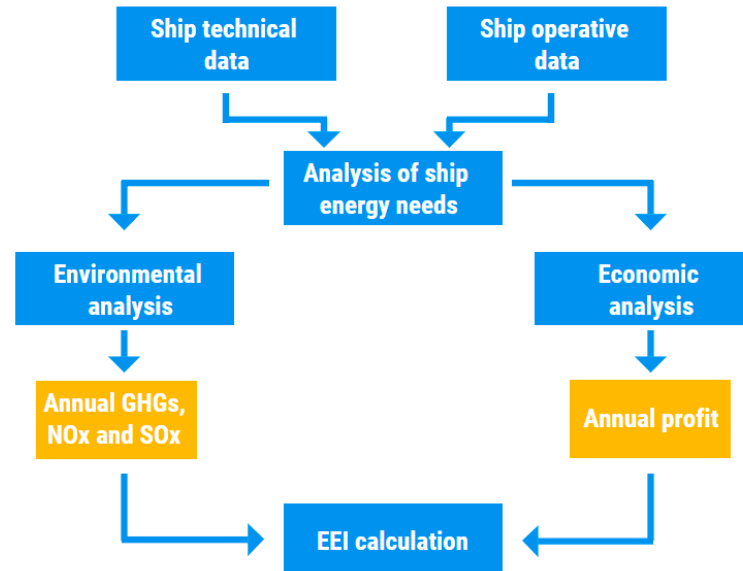 Ship technical
data
Ship operative
data
Analysis of ship
energy needs
Environmental
analysis
Economic
analysis
Annual GHGs,
NOx and SOx
Annual profit
EEI calculation